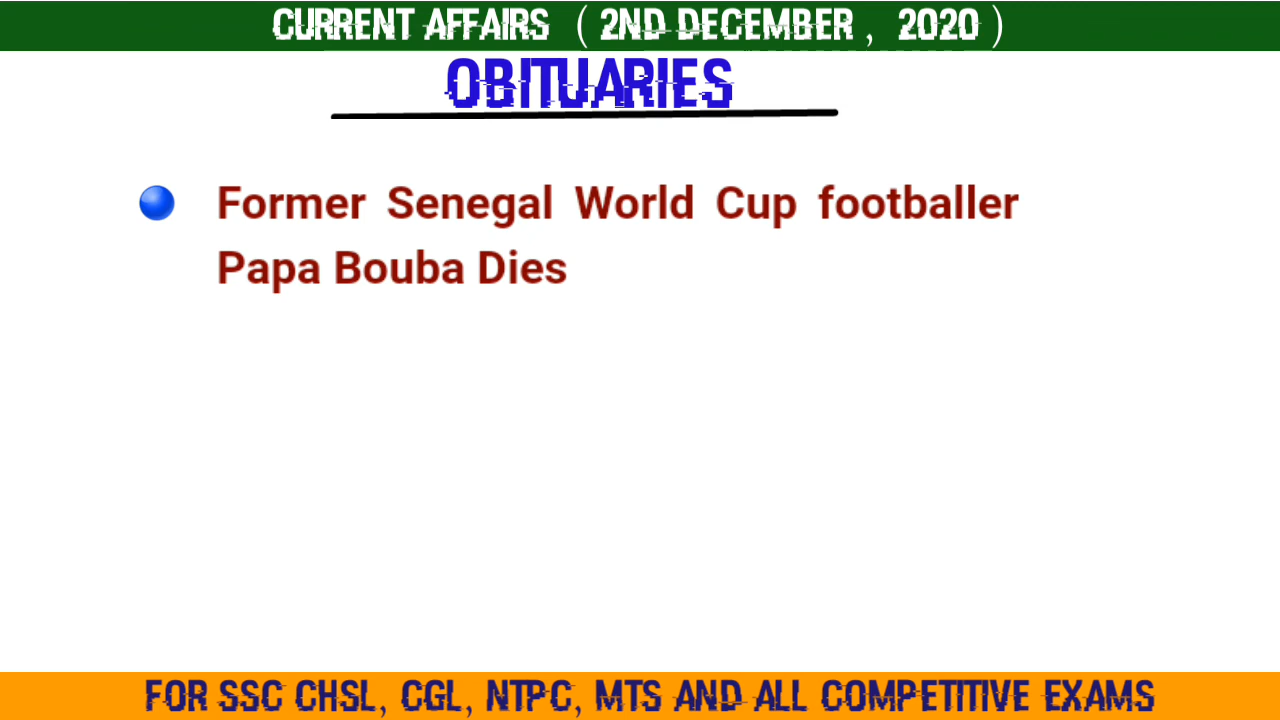 CURRENT AFFAIRS ( 2ND DECEMBER , 2020 )
OBITUARIES
Former Senegal World Cup footballer
Papa Bouba Dies
FOR SSC CHSL, CGL, NTPC, MTS AND ALL COMPETITIVE EXAMS